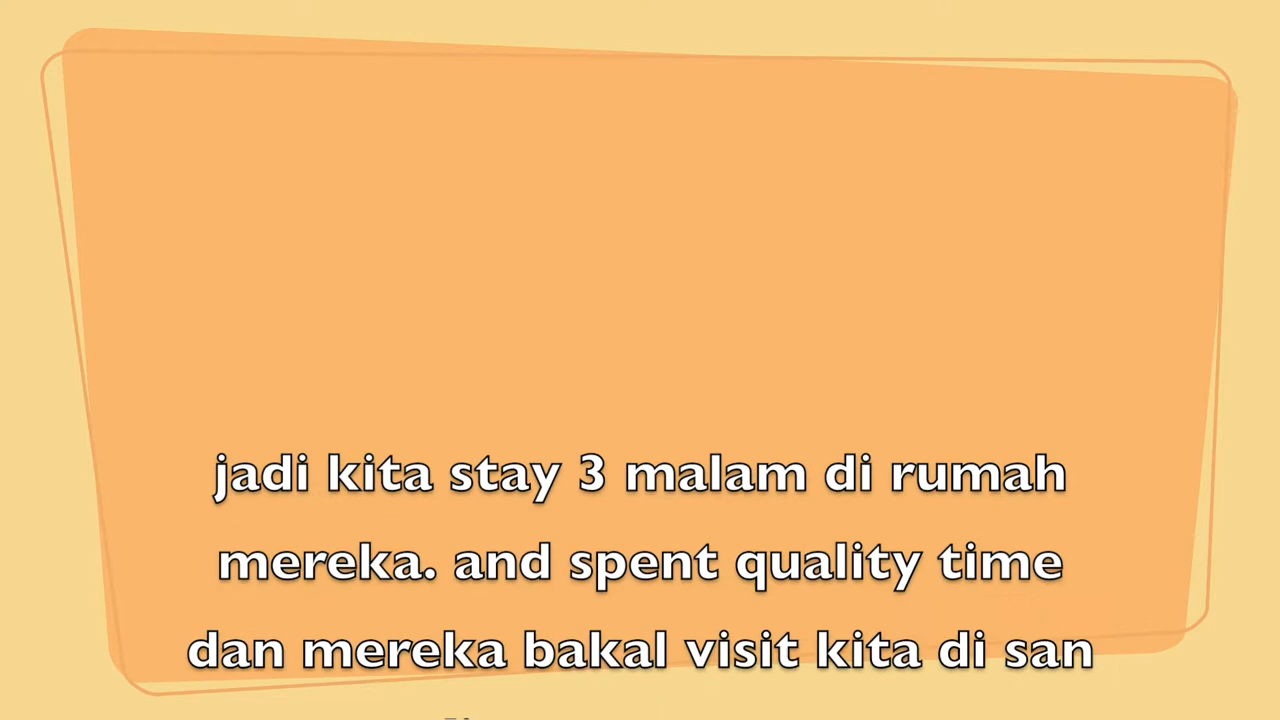 jadi kita stay 3 malam di rumah
mereka. and spent quality time
dan mereka bakal visit kita di san